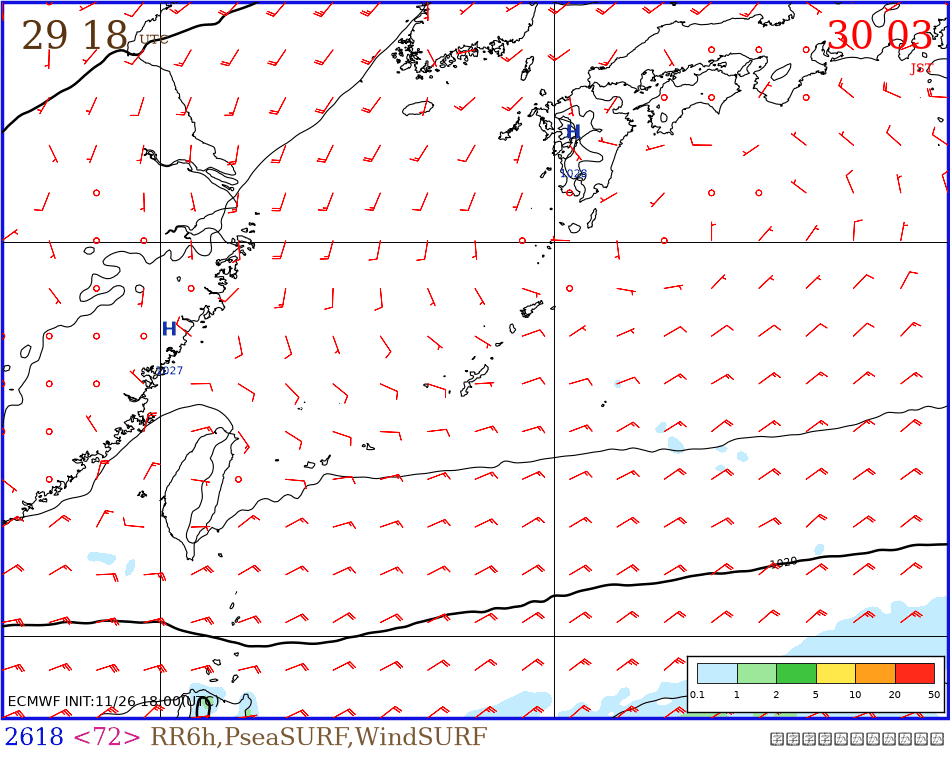 29 18 UTC
30 03
JST
H
1028
H
1027
1020
ECMWF INIT:11/26 18:00(UTC)
0.1 1 2 5 10 20 50
2618 <72> RR6h,PseaSURF,WindSURF